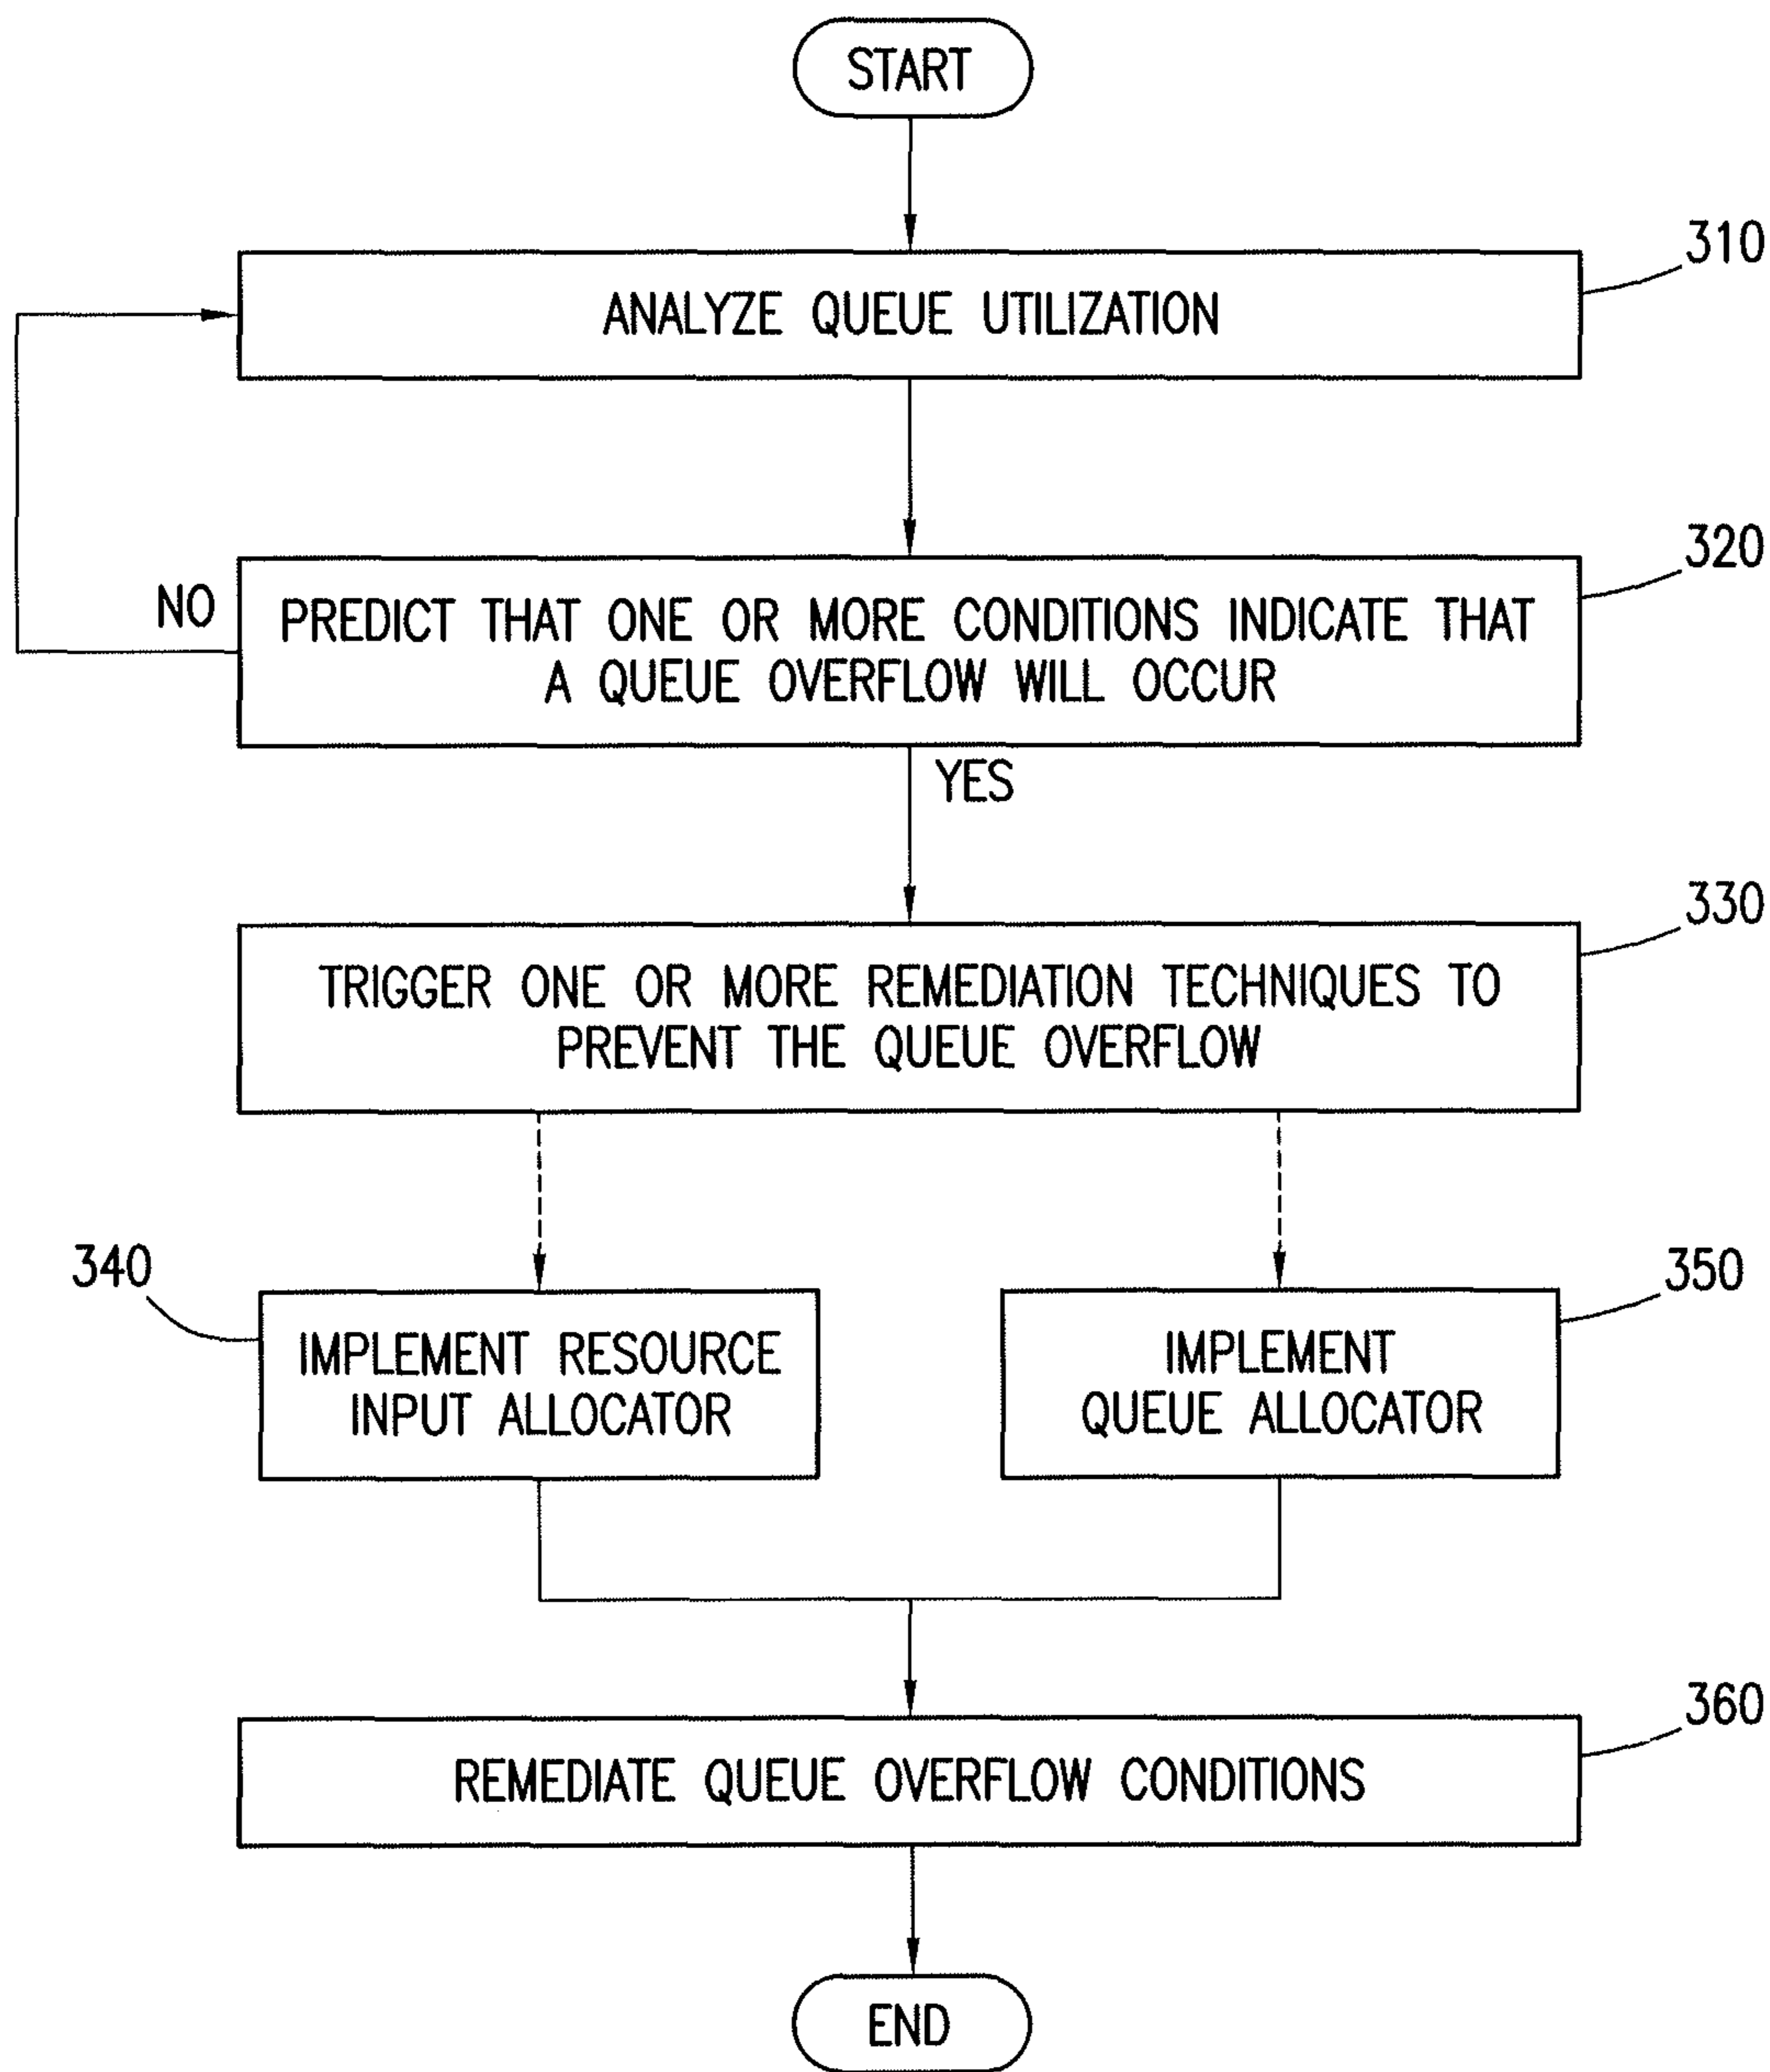 START
310
ANALYZE QUEUE UTILIZATION
320
NO
PREDICT THAT ONE OR MORE CONDITIONS INDICATE THAT
A QUEUE OVERFLOW WILL OCCUR
YES
330
TRIGGER ONE OR MORE REMEDIATION TECHNIQUES TO
PREVENT THE QUEUE OVERFLOW
340
IMPLEMENT RESOURCE
INPUT ALLOCATOR
350
IMPLEMENT
QUEUE ALLOCATOR
360
REMEDIATE QUEUE OVERFLOW CONDITIONS
END